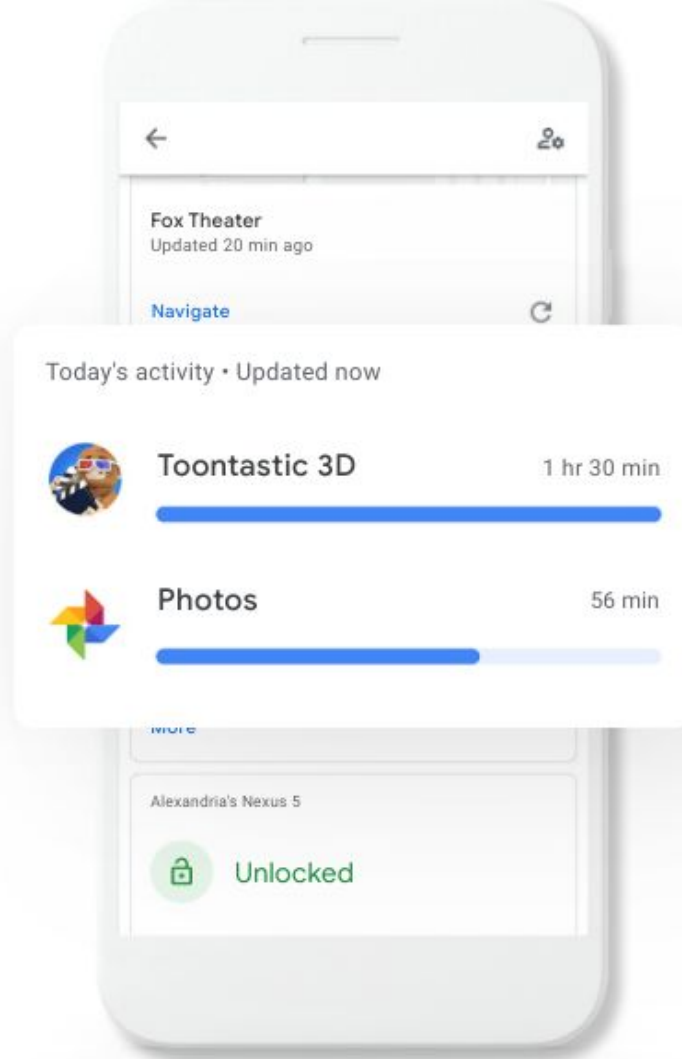 Fox Theater
Updated 20 min ago
Navigate
Today's activity • Updated now
Toontastic 3D
1 hr 30 min
Photos
56 min
More
Alexandria's Nexus 5
Unlocked